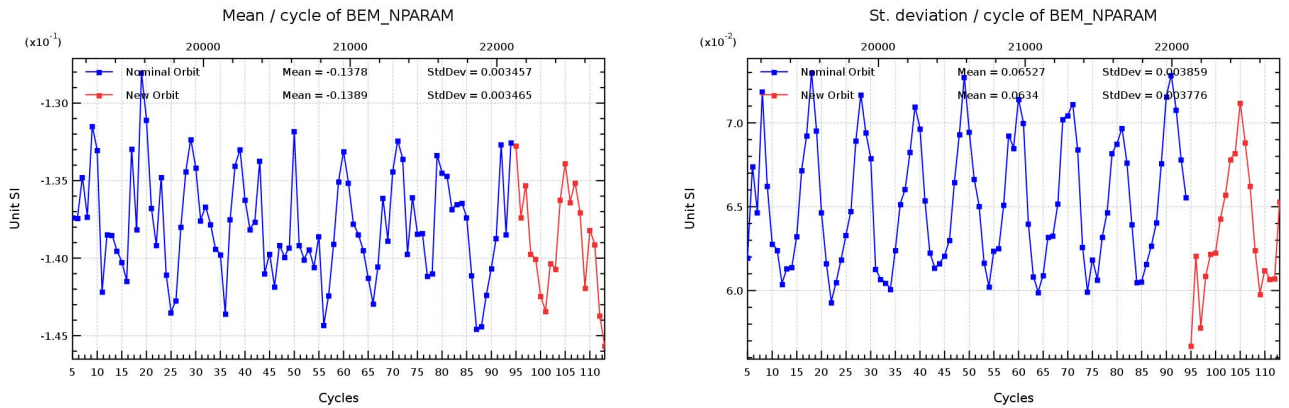 Mean / cycle of BEM_NPARAM
(x10⁻¹)
20000 21000 22000
Nominal Orbit Mean = -0.1378 StdDev = 0.003457
New Orbit Mean = -0.1389 StdDev = 0.003465
-1.30
-1.35
-1.40
-1.45
Unit SI
5 10 15 20 25 30 35 40 45 50 55 60 65 70 75 80 85 90 95 100 105 110
Cycles
St. deviation / cycle of BEM_NPARAM
(x10⁻²)
20000 21000 22000
Nominal Orbit Mean = 0.06527 StdDev = 0.003859
New Orbit Mean = 0.0634 StdDev = 0.003776
7.0
6.5
6.0
Unit SI
5 10 15 20 25 30 35 40 45 50 55 60 65 70 75 80 85 90 95 100 105 110
Cycles